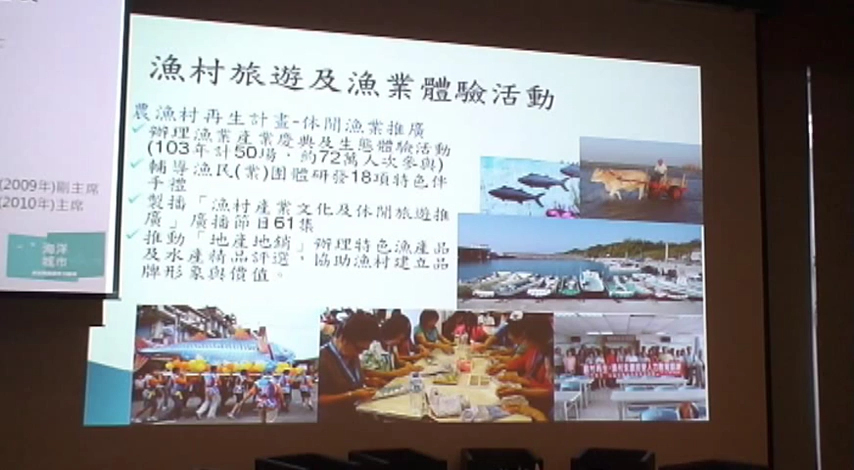 漁村旅遊及漁業體驗活動
農漁村再生計畫-休閒漁業推廣
辦理漁業產業慶典及生態體驗活動
(103年計50場,約72萬人次參與)
輔導漁民(業)團體研發18項特色伴
手禮
製播「漁村產業文化及休閒旅遊推
廣」廣播節目61集
推動「地產地銷」辦理特色漁產品
及水產精品評選,協助漁村建立品
牌形象與價值。
(2009年)副主席
(2010年)主席
海洋
城市